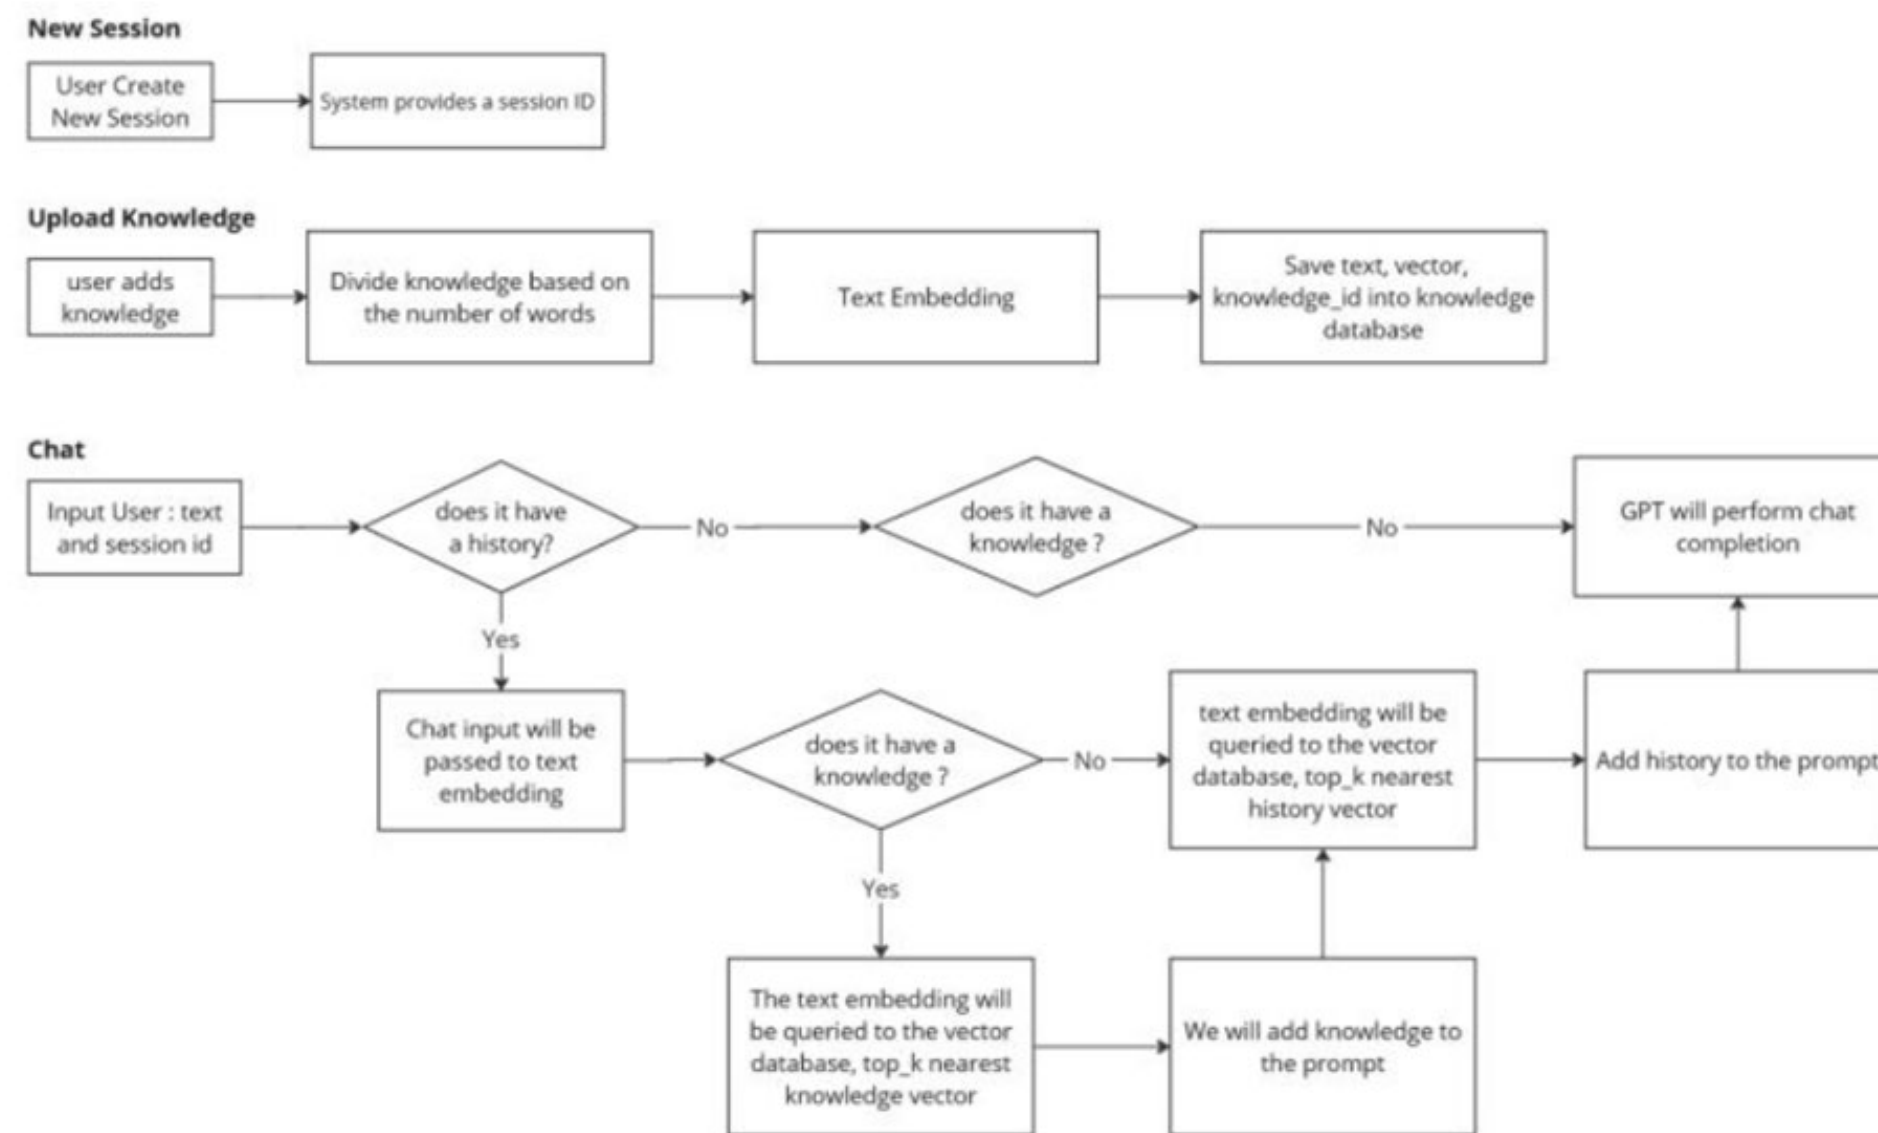 New Session
User Create
New Session
System provides a session ID
Upload Knowledge
user adds
knowledge
Divide knowledge based on
the number of words
Text Embedding
Save text, vector,
knowledge_id into knowledge
database
Chat
Input User : text
and session id
does it have
a history?
No
does it have a
knowledge ?
No
GPT will perform chat
completion
Yes
Chat input will be
passed to text
embedding
does it have a
knowledge ?
No
text embedding will be
queried to the vector
database, top_k nearest
history vector
Add history to the prompt
Yes
The text embedding will
be queried to the vector
database, top_k nearest
knowledge vector
We will add knowledge to
the prompt